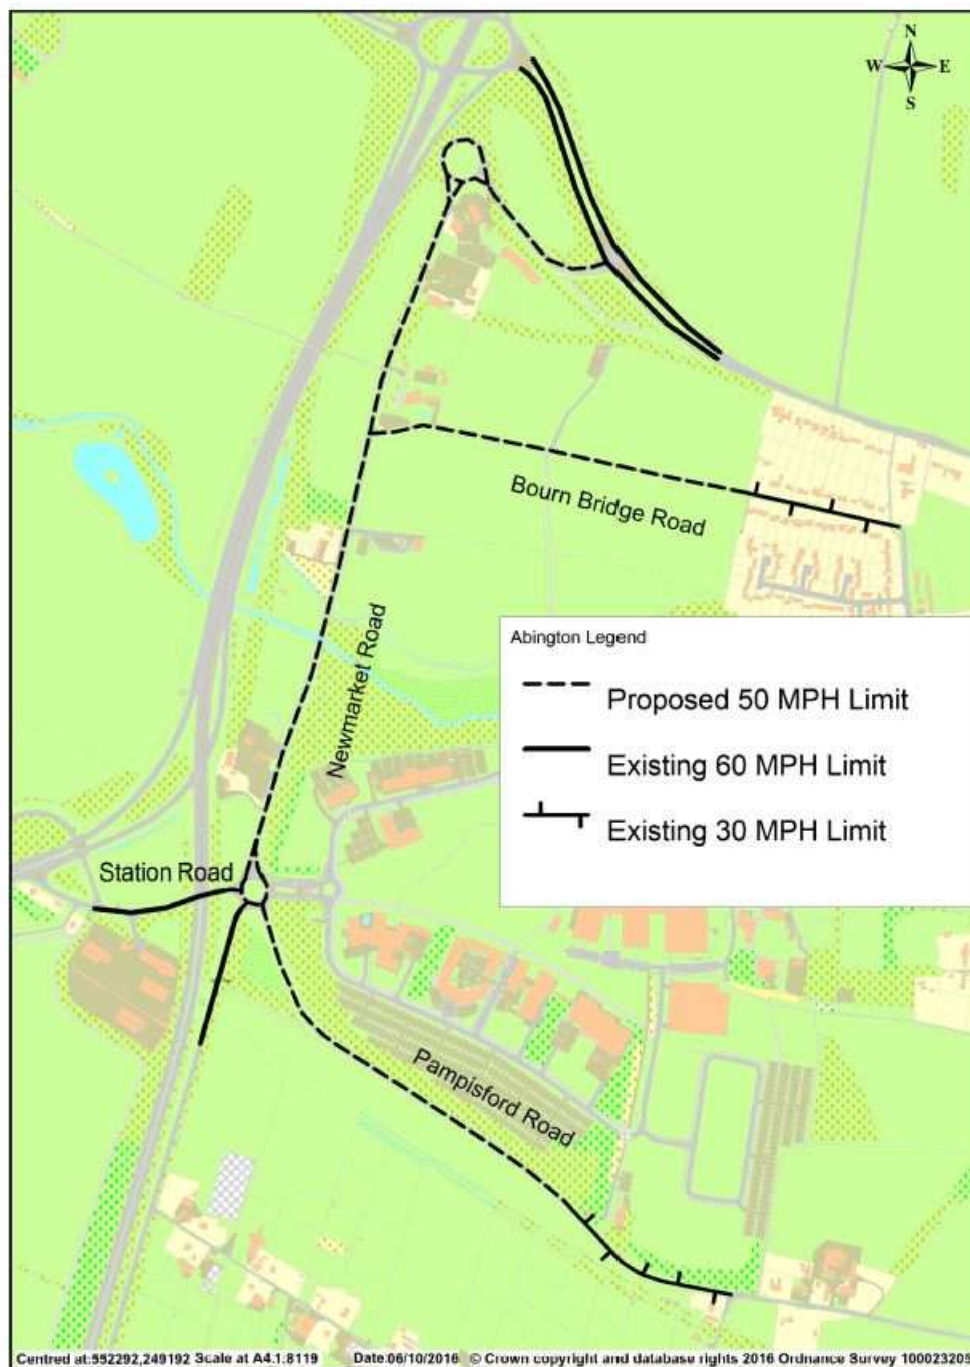 N
W E
S
Bourn Bridge Road
Abington Legend
Proposed 50 MPH Limit
Existing 60 MPH Limit
Existing 30 MPH Limit
Newmarket Road
Station Road
Pampisford Road
Centred at:552292,249192 Scale at A4.1.8119 Date:06/10/2016 © Crown copyright and database rights 2016 Ordnance Survey 100023205